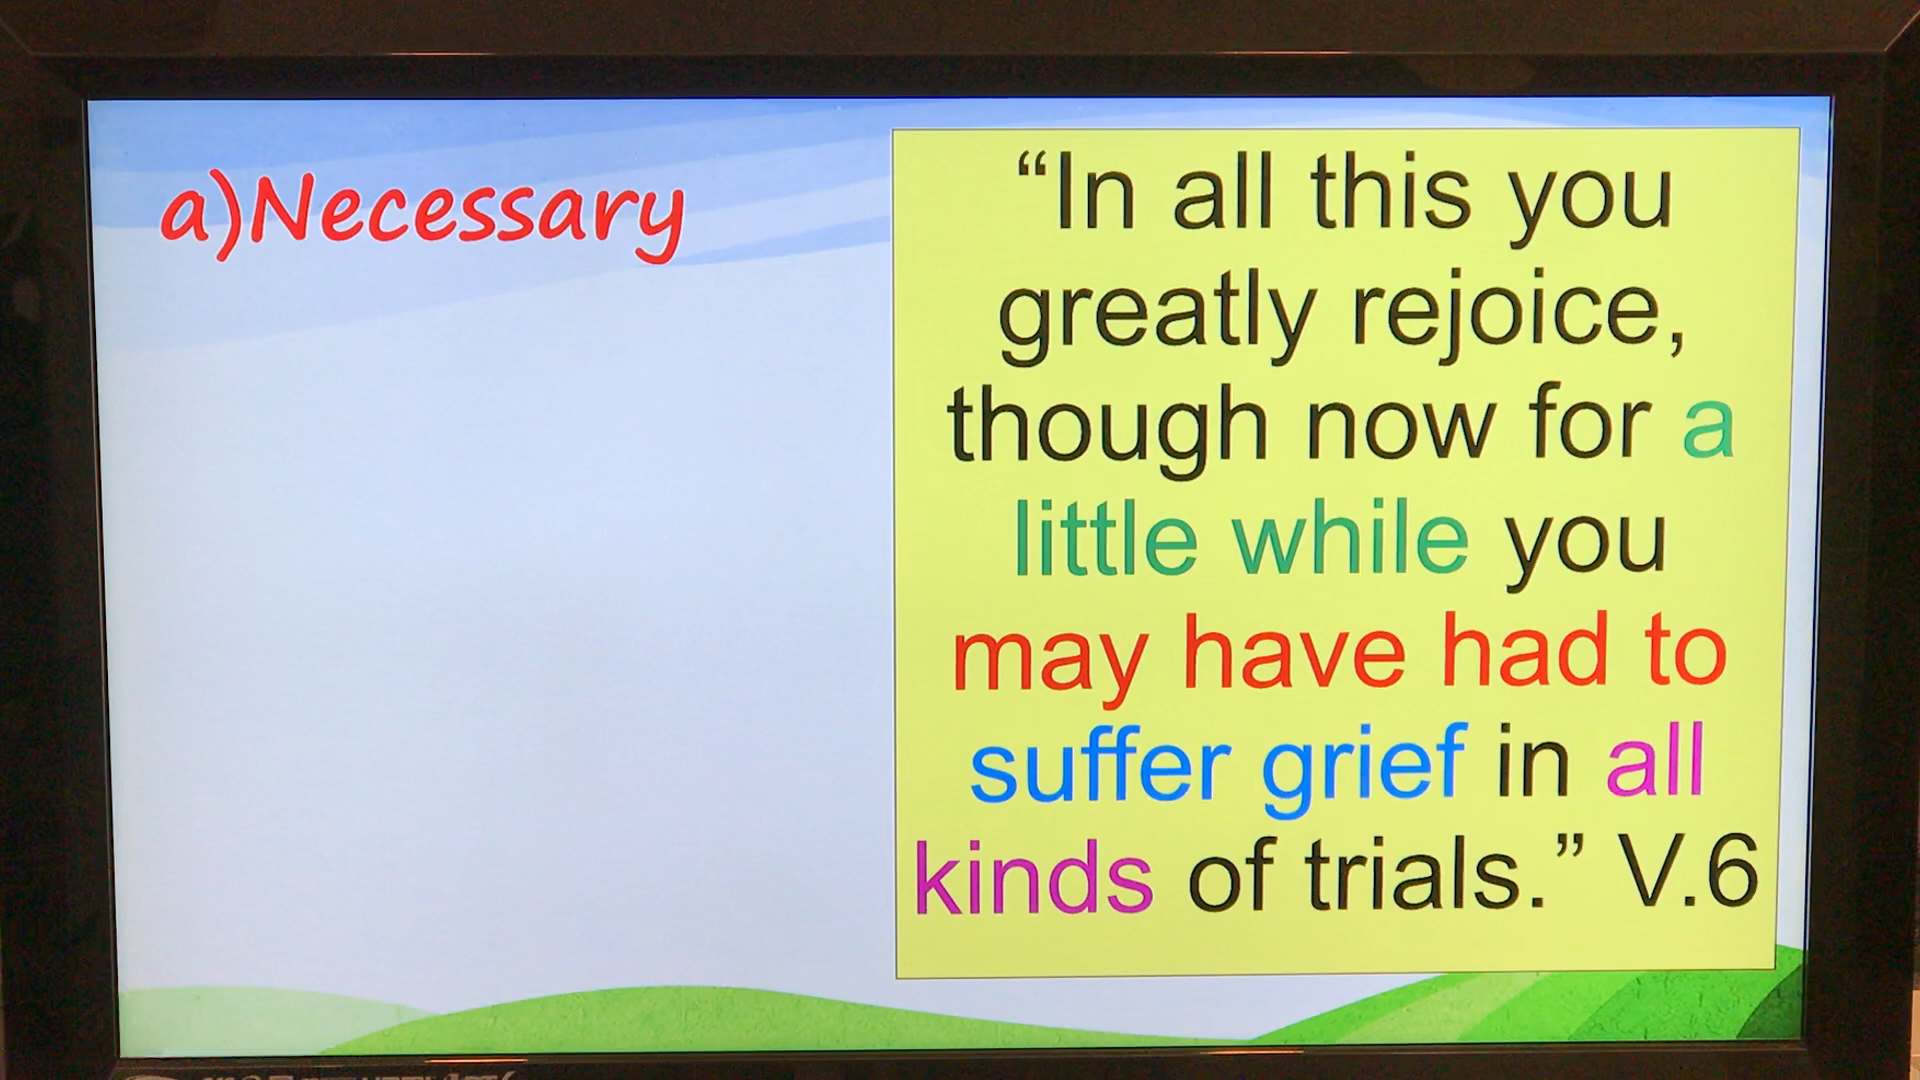 a)Necessary
“In all this you
greatly rejoice,
though now for a
little while you
may have had to
suffer grief in all
kinds of trials.” V.6